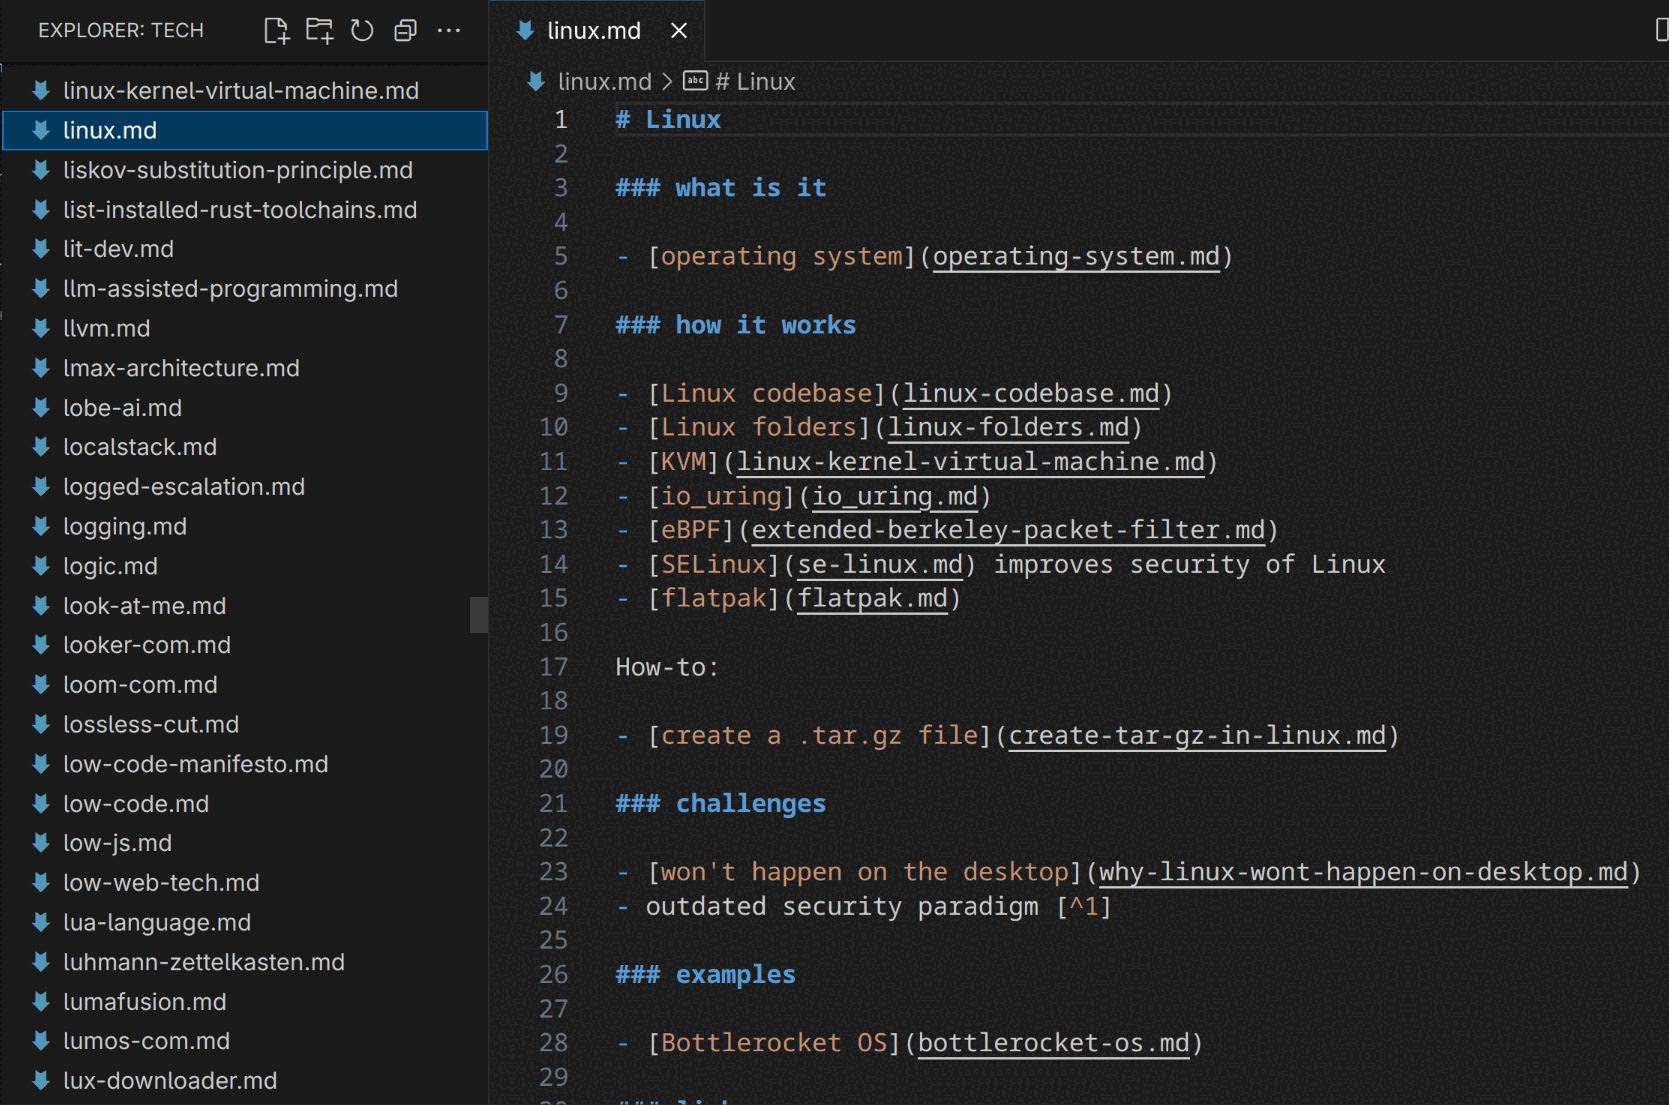 EXPLORER: TECH
linux-kernel-virtual-machine.md
linux.md
liskov-substitution-principle.md
list-installed-rust-toolchains.md
lit-dev.md
llm-assisted-programming.md
llvm.md
lmax-architecture.md
lobe-ai.md
localstack.md
logged-escalation.md
logging.md
logic.md
look-at-me.md
looker-com.md
loom-com.md
lossless-cut.md
low-code-manifesto.md
low-code.md
low-js.md
low-web-tech.md
lua-language.md
luhmann-zettelkasten.md
lumafusion.md
lumos-com.md
lux-downloader.md
linux.md
linux.md > abc # Linux
1 # Linux
2
3 ### what is it
4
5 - [operating system](operating-system.md)
6
7 ### how it works
8
9 - [Linux codebase](linux-codebase.md)
10 - [Linux folders](linux-folders.md)
11 - [KVM](linux-kernel-virtual-machine.md)
12 - [io_uring](io_uring.md)
13 - [eBPF](extended-berkeley-packet-filter.md)
14 - [SELinux](se-linux.md) improves security of Linux
15 - [flatpak](flatpak.md)
16
17 How-to:
18
19 - [create a .tar.gz file](create-tar-gz-in-linux.md)
20
21 ### challenges
22
23 - [won't happen on the desktop](why-linux-wont-happen-on-desktop.md)
24 - outdated security paradigm [^1]
25
26 ### examples
27
28 - [Bottlerocket OS](bottlerocket-os.md)
29